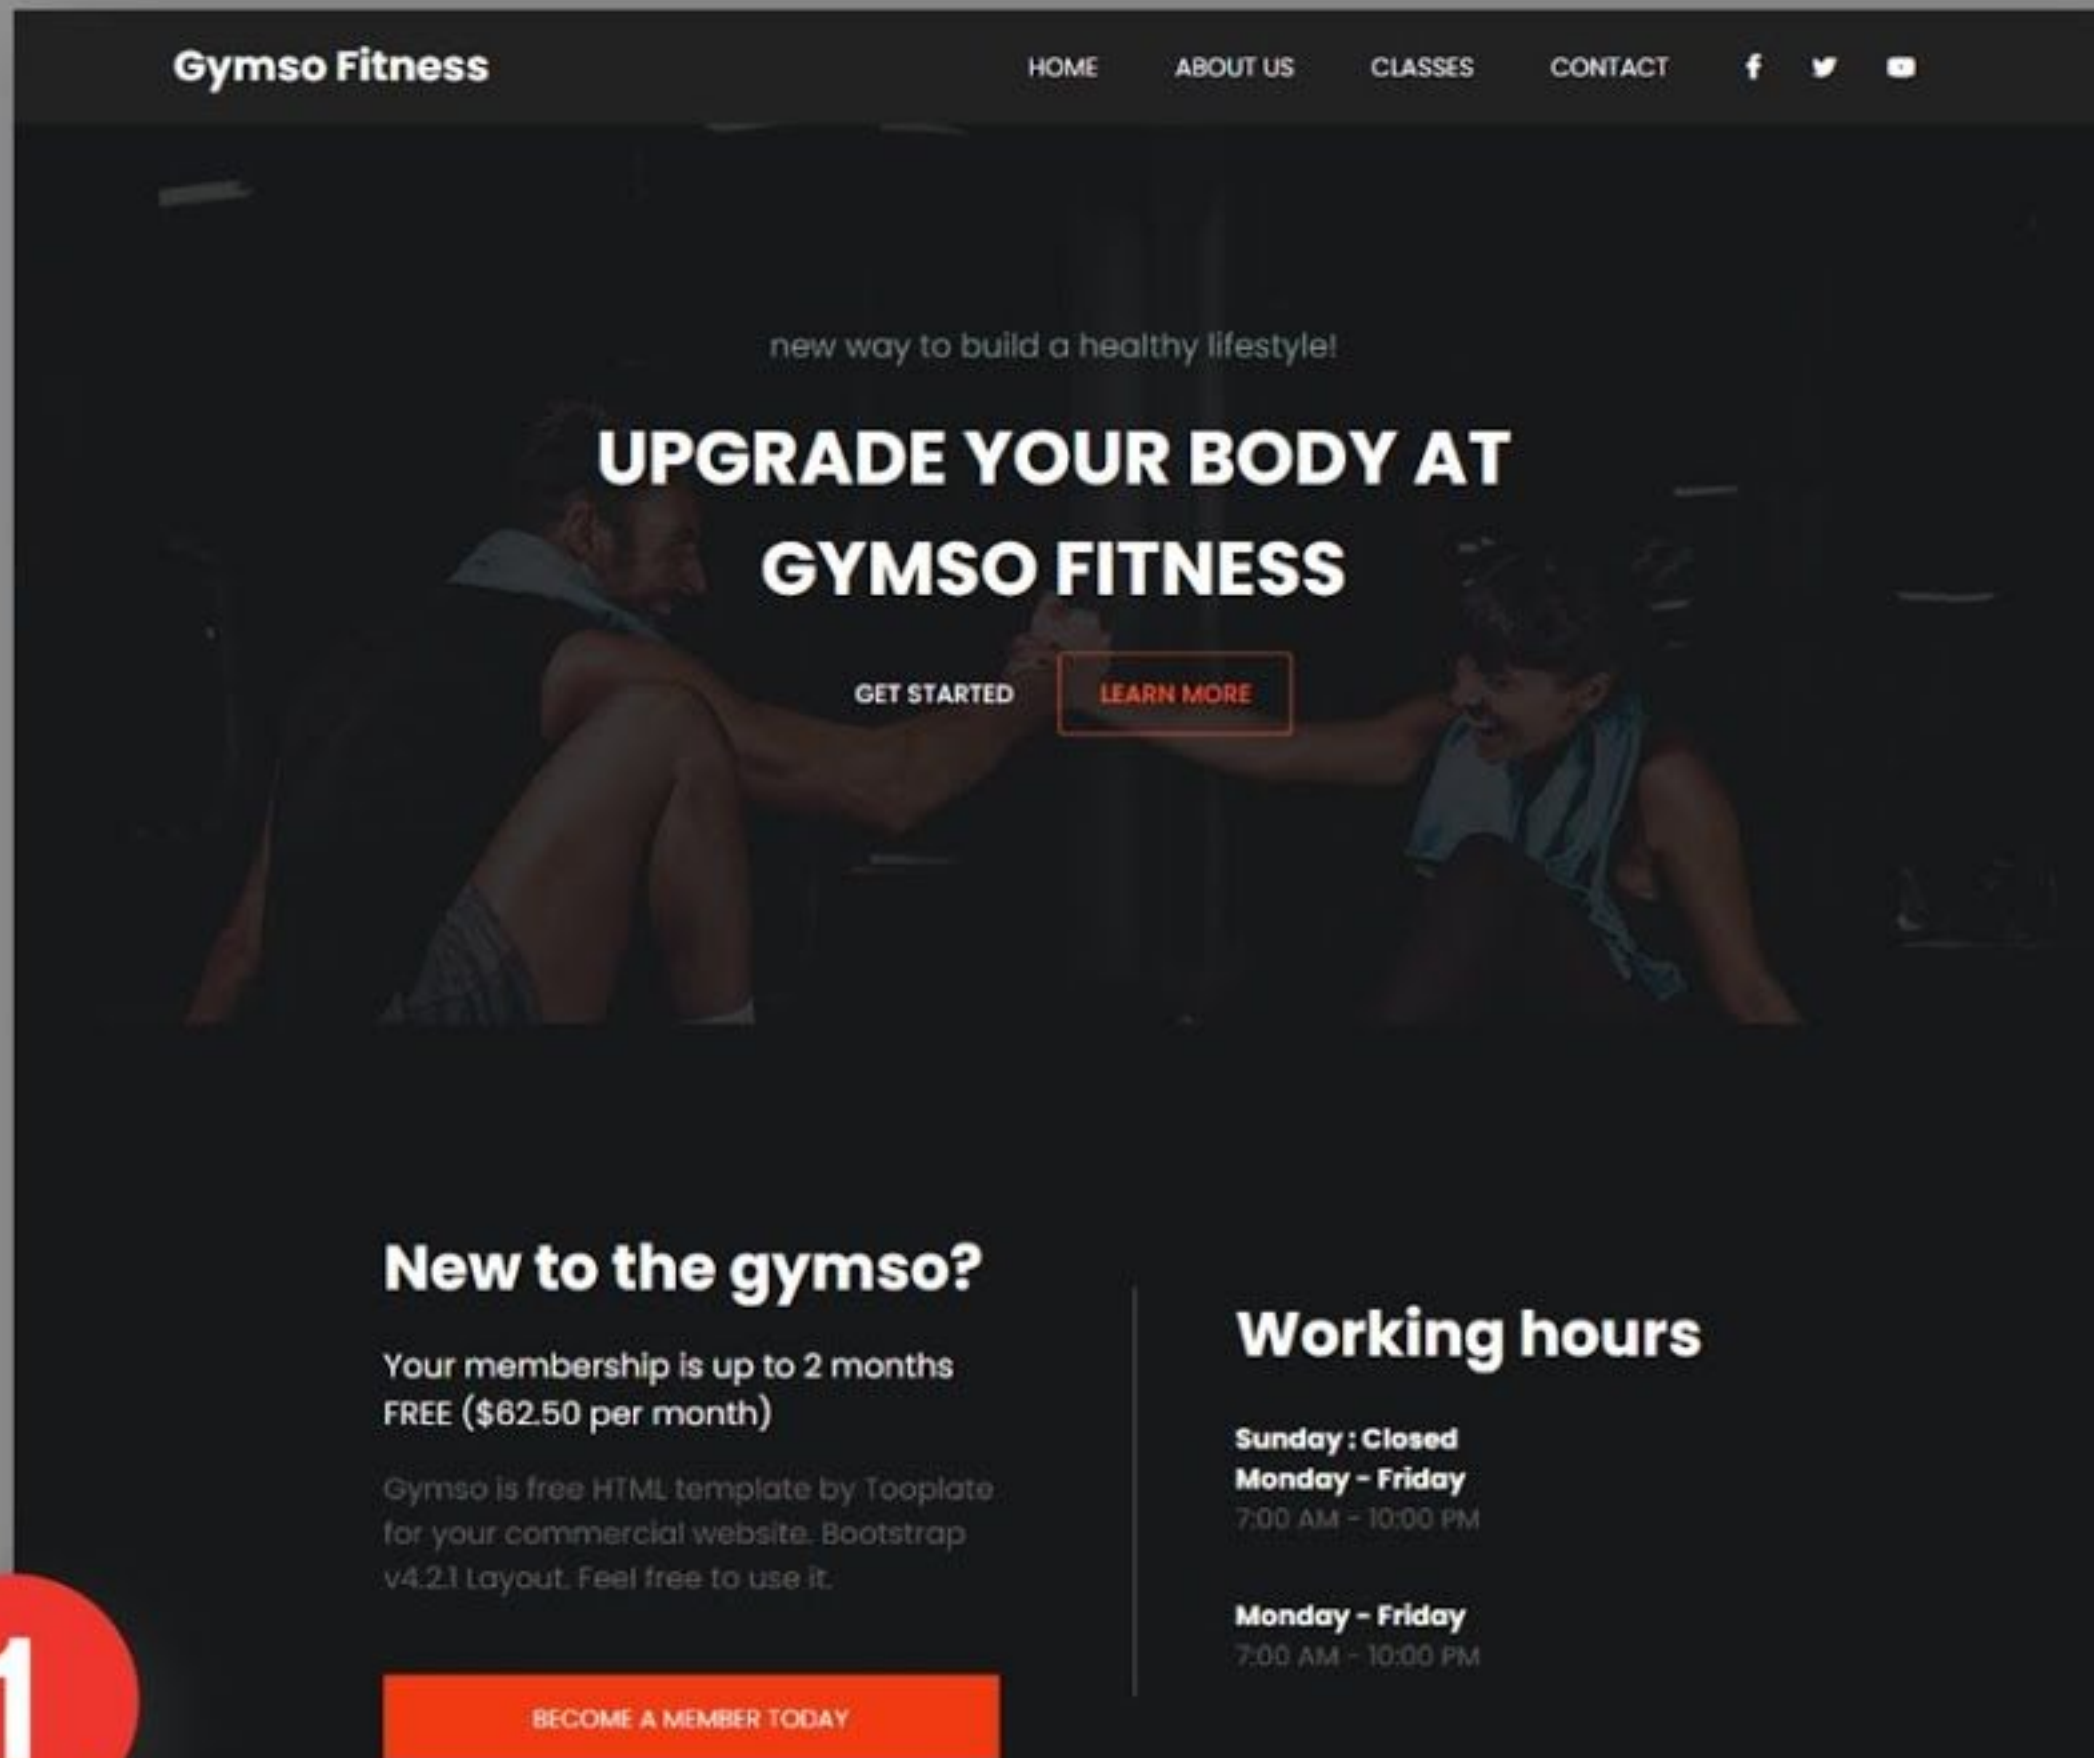 Gymso Fitness
HOME ABOUT US CLASSES CONTACT
new way to build a healthy lifestyle!
UPGRADE YOUR BODY AT
GYMSO FITNESS
GET STARTED LEARN MORE
New to the gymso?
Your membership is up to 2 months
FREE ($62.50 per month)
Gymso is free HTML template by Tooplate
for your commercial website. Bootstrap
v4.2.1 Layout. Feel free to use it.
BECOME A MEMBER TODAY
Working hours
Sunday : Closed
Monday - Friday
7:00 AM - 10:00 PM
Monday - Friday
7:00 AM - 10:00 PM
1